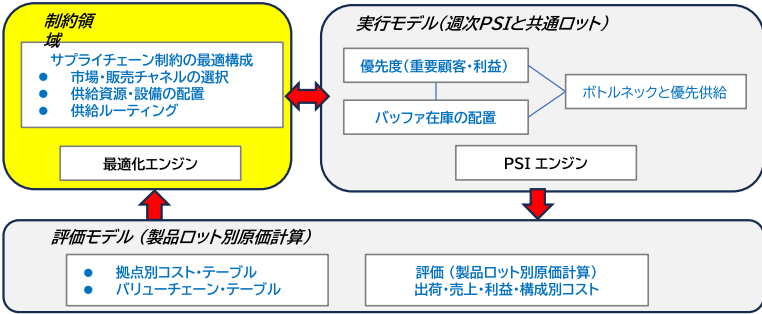 制約領
域
サプライチェーン制約の最適構成
● 市場・販売チャネルの選択
● 供給資源・設備の配置
● 供給ルーティング
最適化エンジン
実行モデル(週次PSIと共通ロット)
優先度(重要顧客・利益)
バッファ在庫の配置
ボトルネックと優先供給
PSI エンジン
評価モデル (製品ロット別原価計算)
● 拠点別コスト・テーブル
● バリューチェーン・テーブル
評価 (製品ロット別原価計算)
出荷・売上・利益・構成別コスト